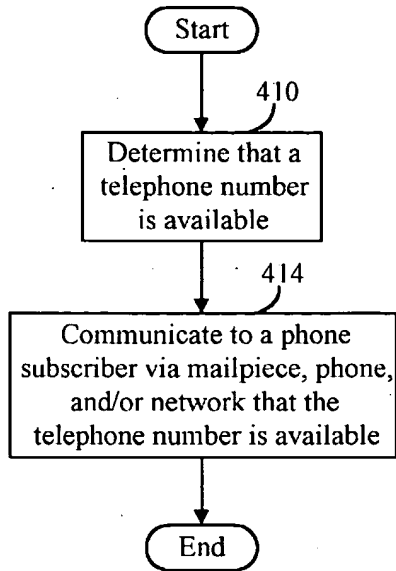 Start
410
Determine that a
telephone number
is available
414
Communicate to a phone
subscriber via mailpiece, phone,
and/or network that the
telephone number is available
End